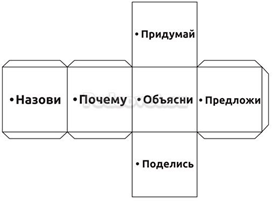 • Придумай
• Назови
• Почему
• Объясни
• Предложи
• Поделись